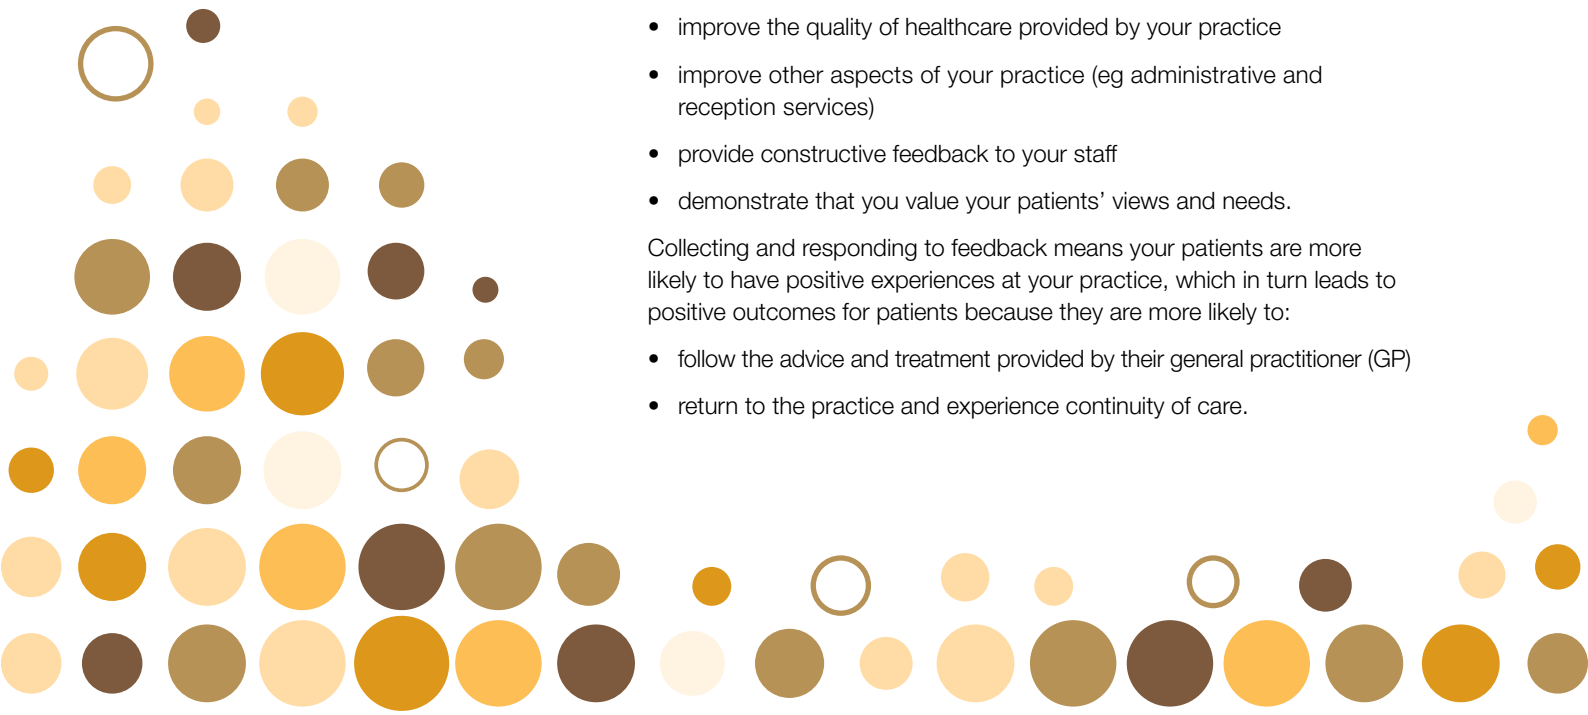 • improve the quality of healthcare provided by your practice
• improve other aspects of your practice (eg administrative and
reception services)
• provide constructive feedback to your staff
• demonstrate that you value your patients’ views and needs.
Collecting and responding to feedback means your patients are more
likely to have positive experiences at your practice, which in turn leads to
positive outcomes for patients because they are more likely to:
• follow the advice and treatment provided by their general practitioner (GP)
• return to the practice and experience continuity of care.